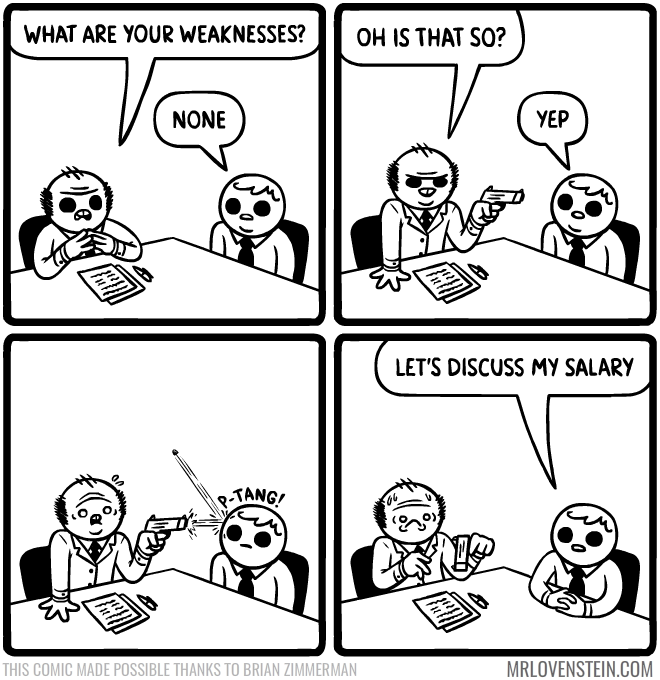 WHAT ARE YOUR WEAKNESSES?
NONE
OH IS THAT SO?
YEP
P-TANG!
LET'S DISCUSS MY SALARY
THIS COMIC MADE POSSIBLE THANKS TO BRIAN ZIMMERMAN
MRLOVENSTEIN.COM